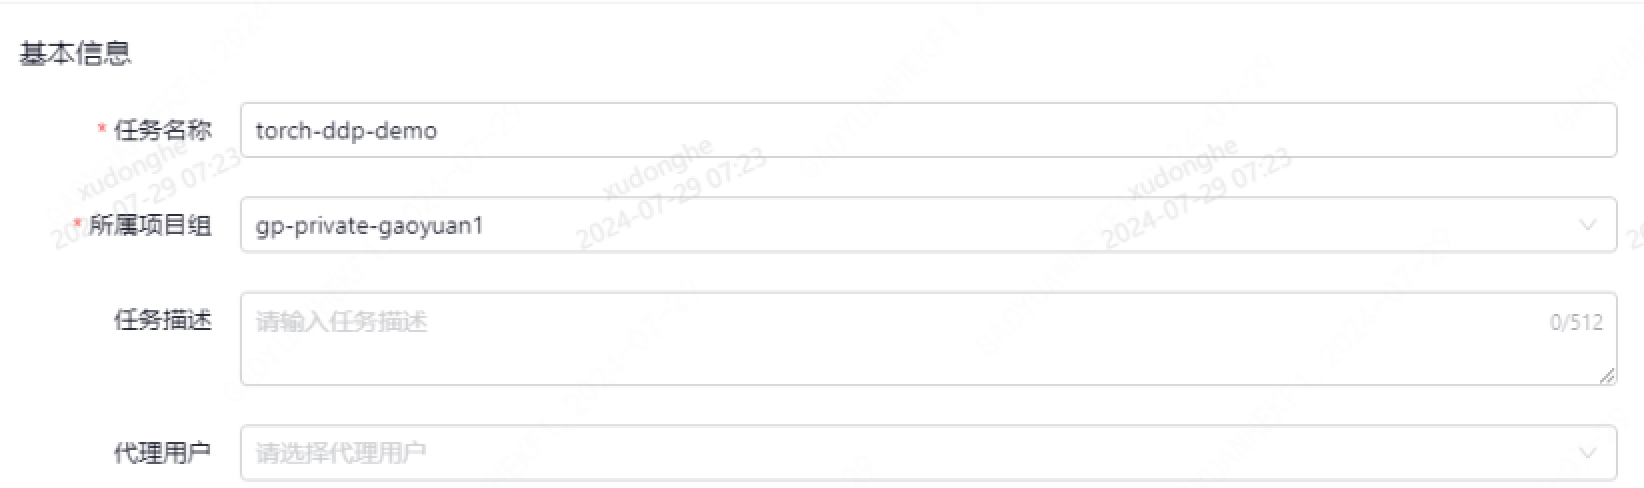 基本信息
* 任务名称 torch-ddp-demo
xudonghe xudonghe xudonghe
2024-07-29 07:23 2024-07-29 07:23 2024-07-29 07:23
* 所属项目组 gp-private-gaoyuan1
任务描述 请输入任务描述 0/512
代理用户 请选择代理用户